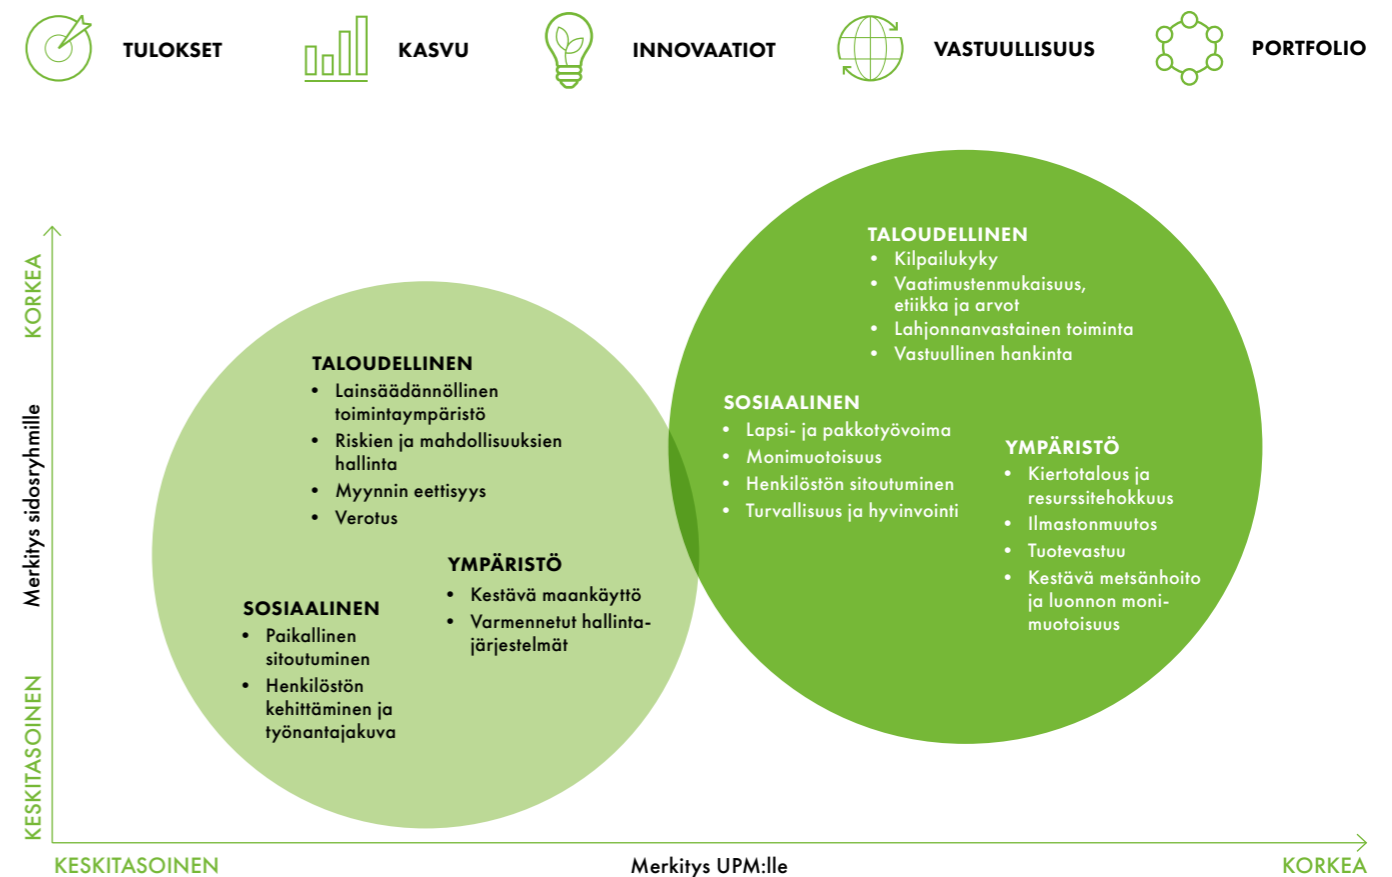 TULOKSET
KASVU
INNOVAATIOT
VASTUULLISUUS
PORTFOLIO
KORKEA
Merkitys sidosryhmille
KESKITASOINEN
TALOUDELLINEN
• Lainsäädännöllinen
toimintaympäristö
• Riskien ja mahdollisuuksien
hallinta
• Myynnin eettisyys
• Verotus
YMPÄRISTÖ
• Kestävä maankäyttö
• Varmennetut hallinta-
järjestelmät
SOSIAALINEN
• Paikallinen
sitoutuminen
• Henkilöstön
kehittäminen ja
työnantajakuva
TALOUDELLINEN
• Kilpailukyky
• Vaatimustenmukaisuus,
etiikka ja arvot
• Lahjonnanvastainen toiminta
• Vastuullinen hankinta
SOSIAALINEN
• Lapsi- ja pakkotyövoima
• Monimuotoisuus
• Henkilöstön sitoutuminen
• Turvallisuus ja hyvinvointi
YMPÄRISTÖ
• Kiertotalous ja
resurssitehokkuus
• Ilmastonmuutos
• Tuotevastuu
• Kestävä metsänhoito
ja luonnon moni-
muotoisuus
KESKITASOINEN
Merkitys UPM:lle
KORKEA